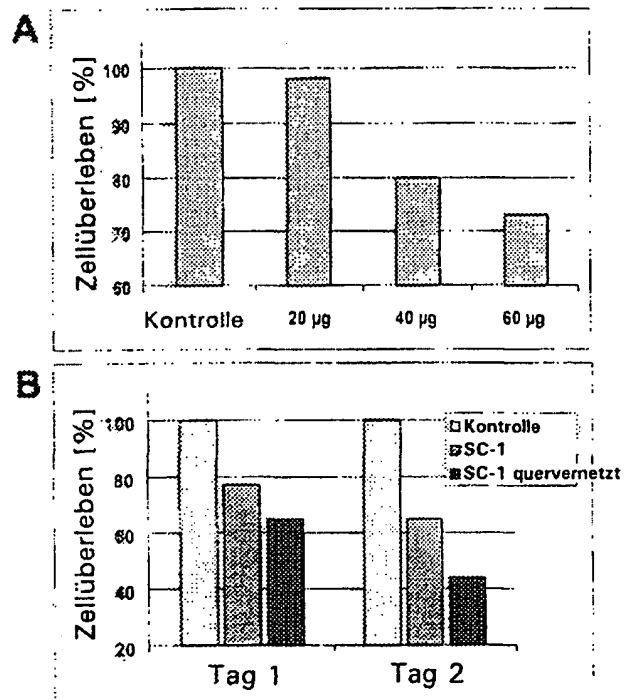 A
Zellüberleben [%]
100
90
80
70
60
Kontrolle 20 µg 40 µg 60 µg
B
Zellüberleben [%]
100
80
60
40
20
Kontrolle
SC-1
SC-1 quervernetzt
Tag 1 Tag 2